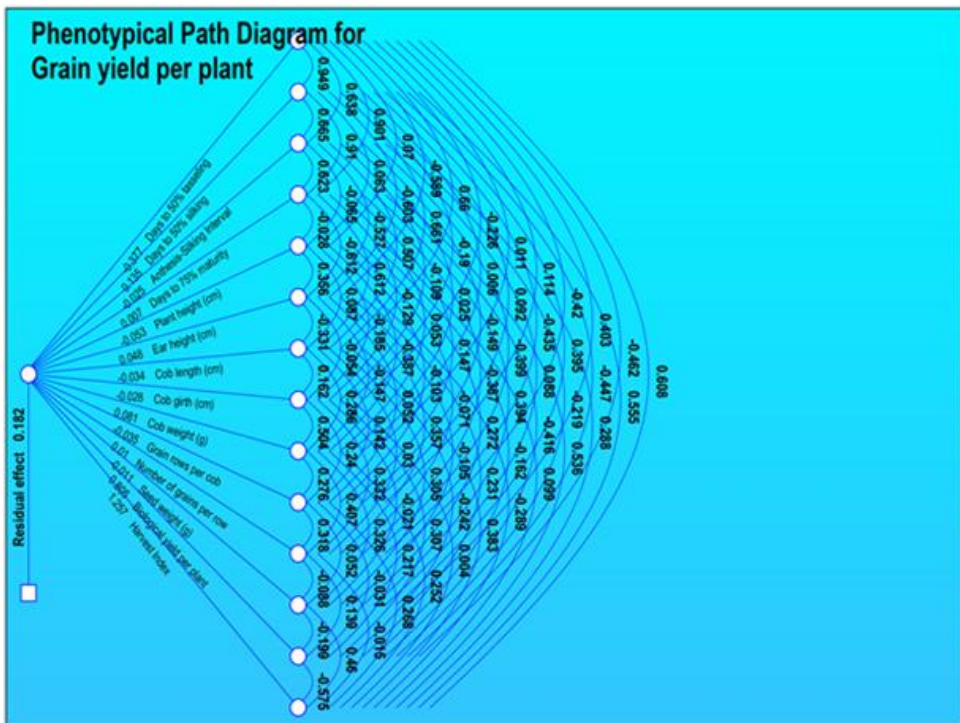 Phenotypical Path Diagram for
Grain yield per plant
-0.377 Days to 50% tasseling
-0.135 Days to 50% silking
-0.025 Anthesis-Silking Interval
0.007 Days to 75% maturity
-0.053 Plant height (cm)
0.048 Ear height (cm)
-0.034 Cob length (cm)
-0.028 Cob girth (cm)
0.081 Cob weight (g)
-0.035 Grain rows per cob
0.01 Number of grains per row
-0.011 Seed weight (g)
Biological yield per plant
1.257 Harvest Index
Residual effect 0.182
0.949 0.665 0.623 -0.028 0.356 -0.331 0.162 0.504 0.276 0.318 -0.088 -0.199 -0.575
0.638 0.91 -0.065 -0.612 0.087 -0.054 0.286 0.24 0.407 0.052 0.139 0.46
0.901 0.063 -0.527 0.612 -0.185 -0.147 0.142 0.332 0.326 -0.031 -0.016
0.07 -0.603 0.507 -0.129 -0.387 0.052 0.03 -0.021 0.217 0.268
-0.589 0.661 -0.109 0.053 -0.103 0.357 0.305 0.307 0.252
0.66 -0.19 0.025 -0.147 -0.071 -0.105 -0.242 0.004
-0.226 0.006 -0.149 -0.387 0.272 0.231 0.383
0.011 0.092 -0.399 0.394 -0.162 -0.289
0.114 -0.435 0.088 -0.416 0.099
-0.42 0.395 -0.219 0.536
0.403 -0.447 0.288
-0.462 0.555
0.608